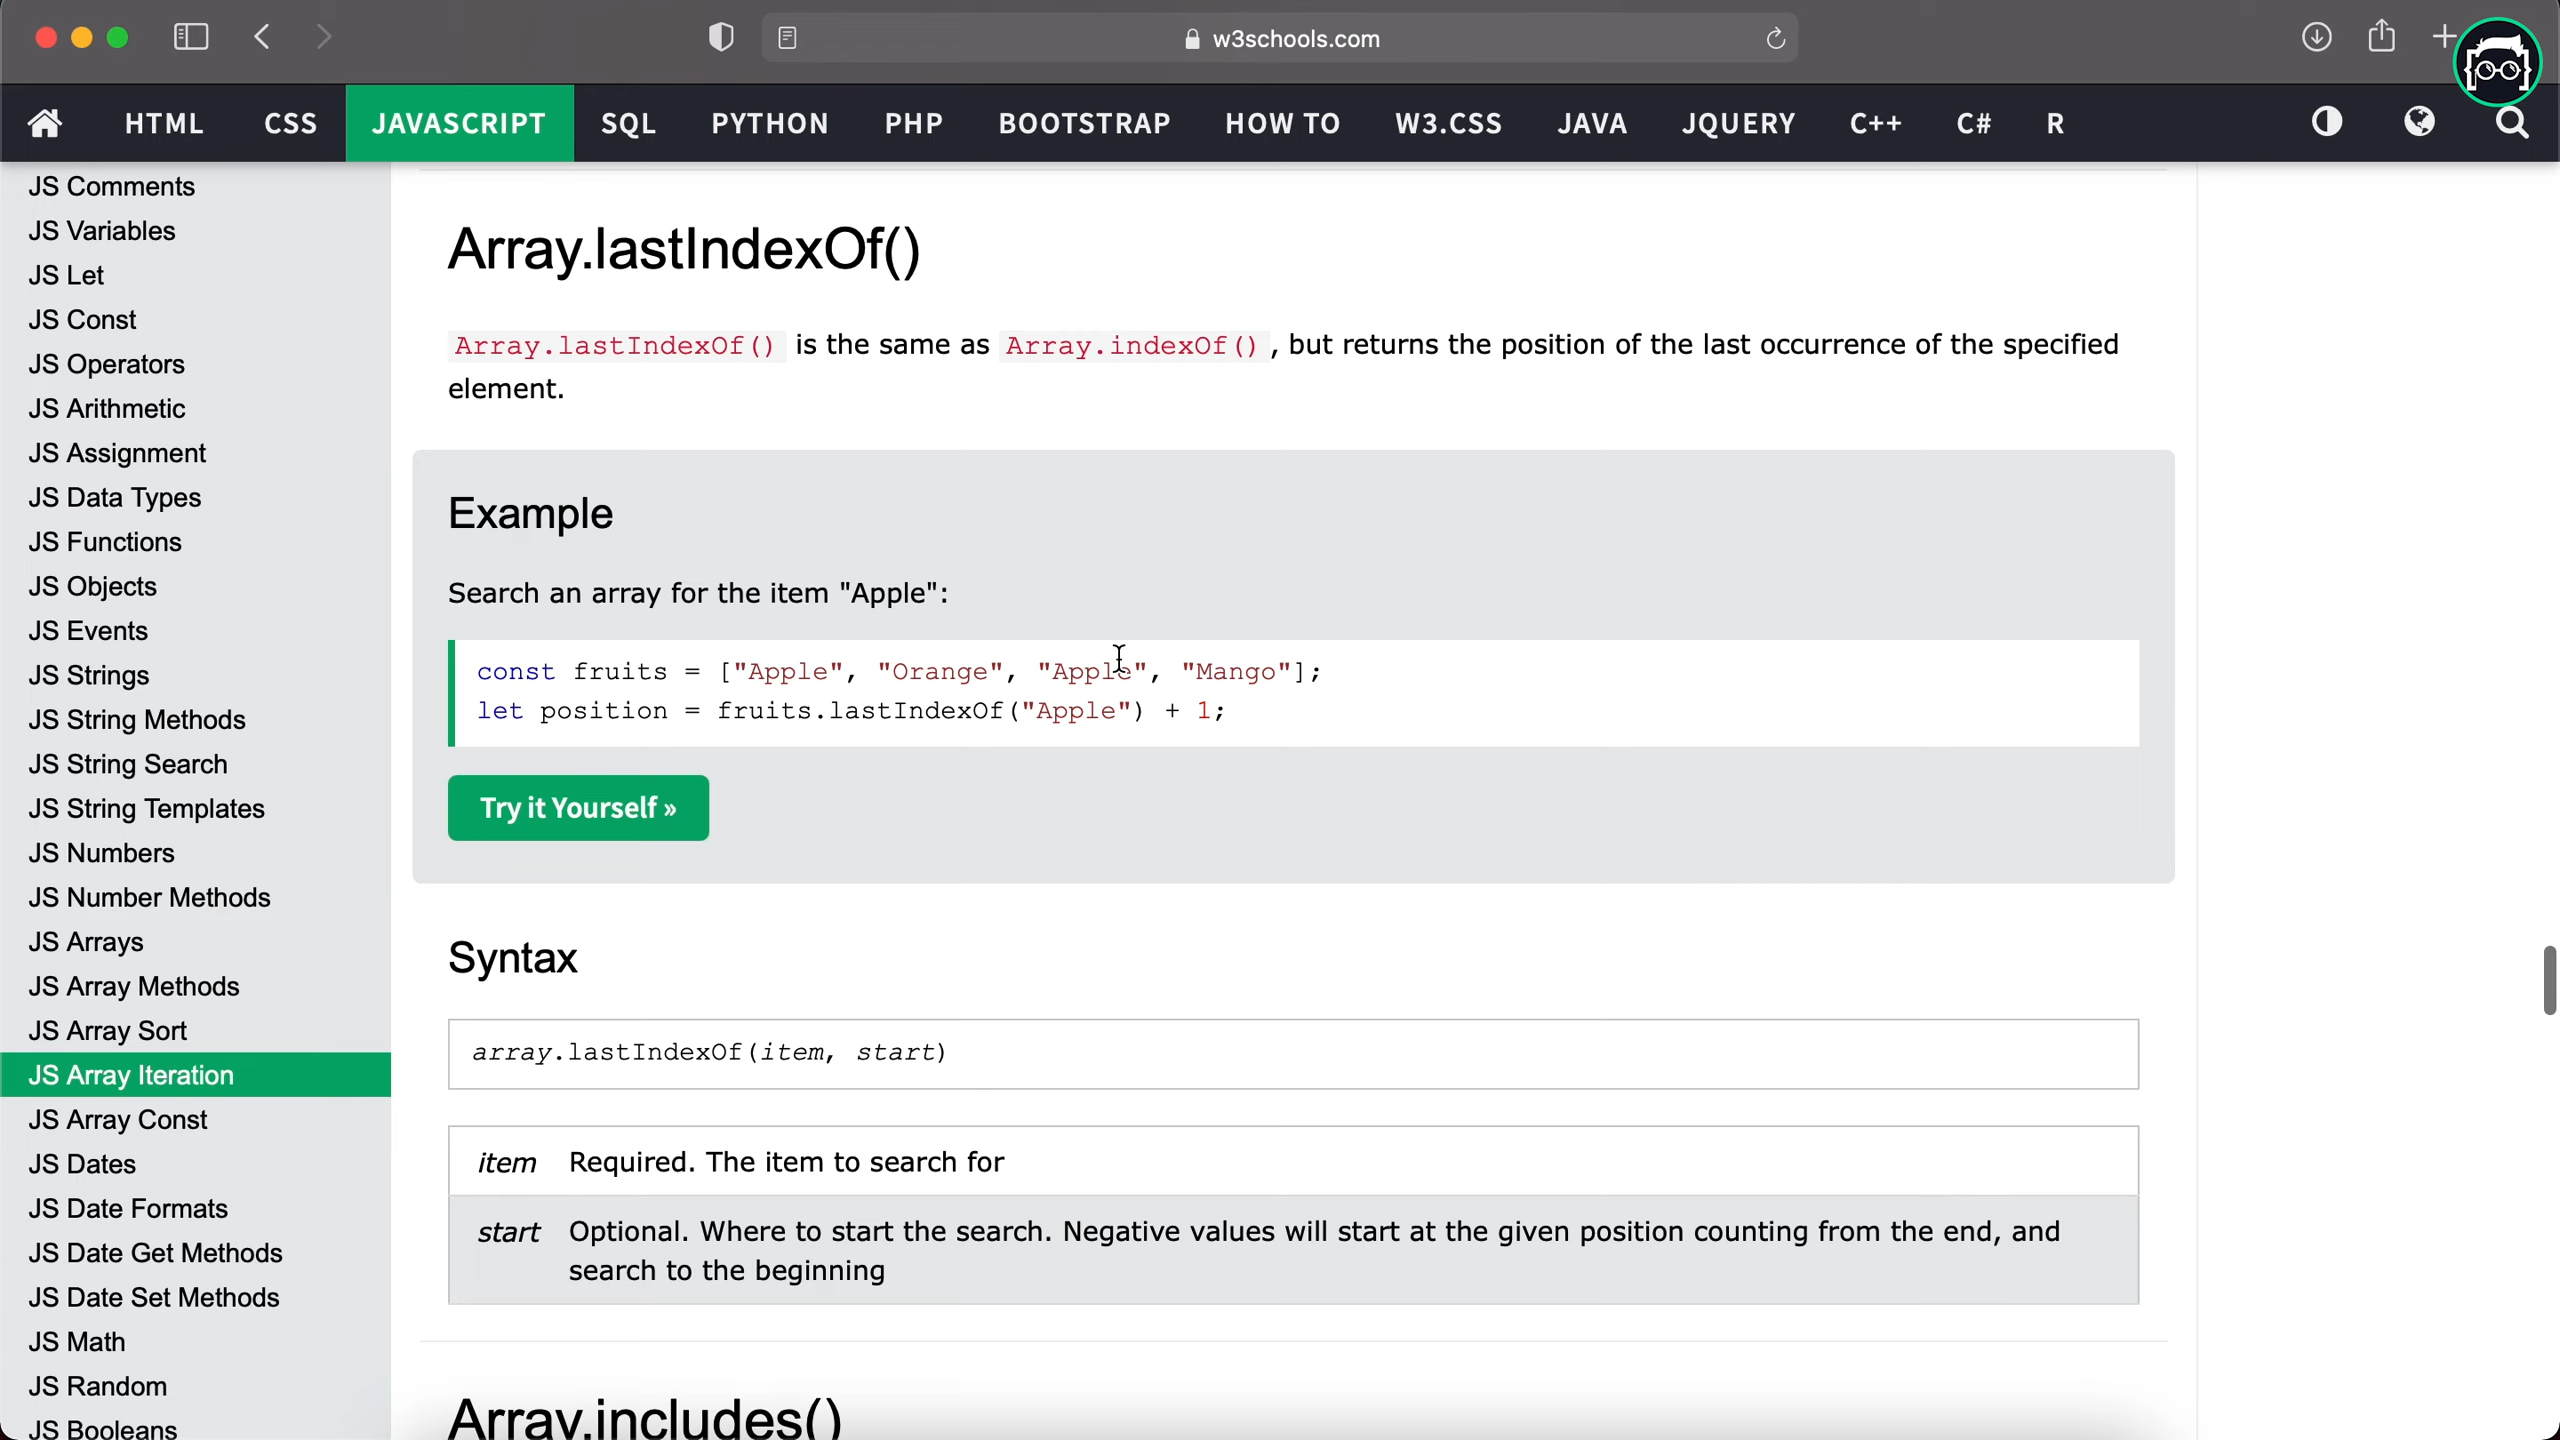 w3schools.com
HTML CSS JAVASCRIPT SQL PYTHON PHP BOOTSTRAP HOW TO W3.CSS JAVA JQUERY C++ C# R
JS Comments
JS Variables
JS Let
JS Const
JS Operators
JS Arithmetic
JS Assignment
JS Data Types
JS Functions
JS Objects
JS Events
JS Strings
JS String Methods
JS String Search
JS String Templates
JS Numbers
JS Number Methods
JS Arrays
JS Array Methods
JS Array Sort
JS Array Iteration
JS Array Const
JS Dates
JS Date Formats
JS Date Get Methods
JS Date Set Methods
JS Math
JS Random
JS Booleans
Array.lastIndexOf()
Array.lastIndexOf() is the same as Array.indexOf(), but returns the position of the last occurrence of the specified
element.
Example
Search an array for the item "Apple":
const fruits = ["Apple", "Orange", "Apple", "Mango"];
let position = fruits.lastIndexOf("Apple") + 1;
Try it Yourself »
Syntax
array.lastIndexOf(item, start)
item Required. The item to search for
start Optional. Where to start the search. Negative values will start at the given position counting from the end, and
search to the beginning
Array.includes()